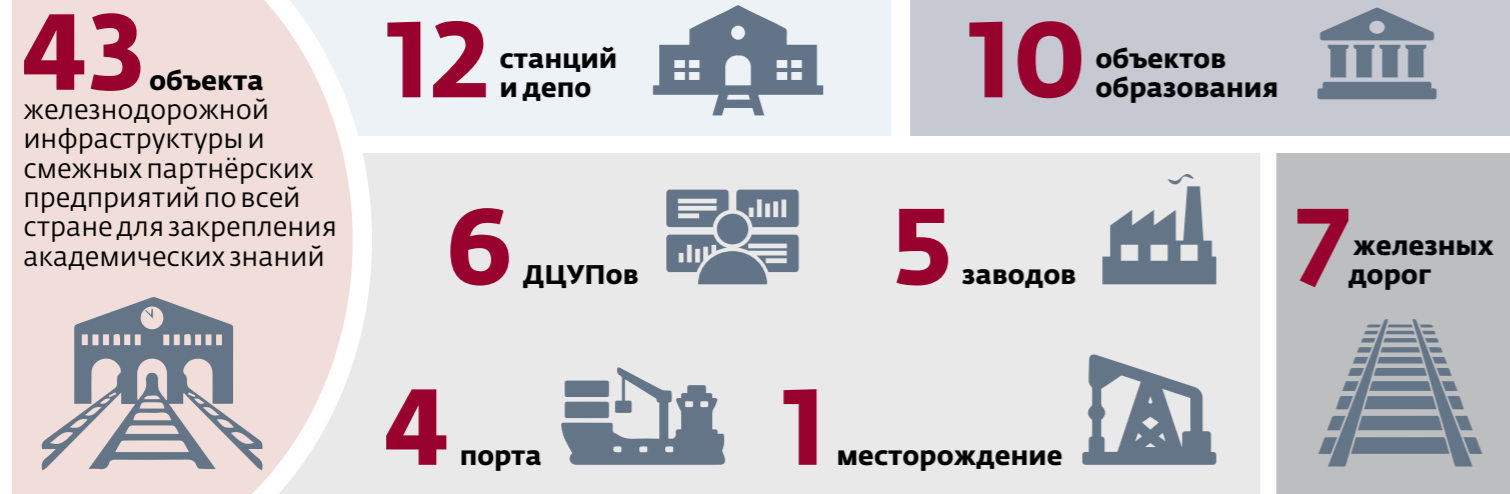 43 объекта
железнодорожной
инфраструктуры и
смежных партнёрских
предприятий по всей
стране для закрепления
академических знаний
12 станций
и депо
10 объектов
образования
6 ДЦУПов
5 заводов
7 железных
дорог
4 порта
1 месторождение